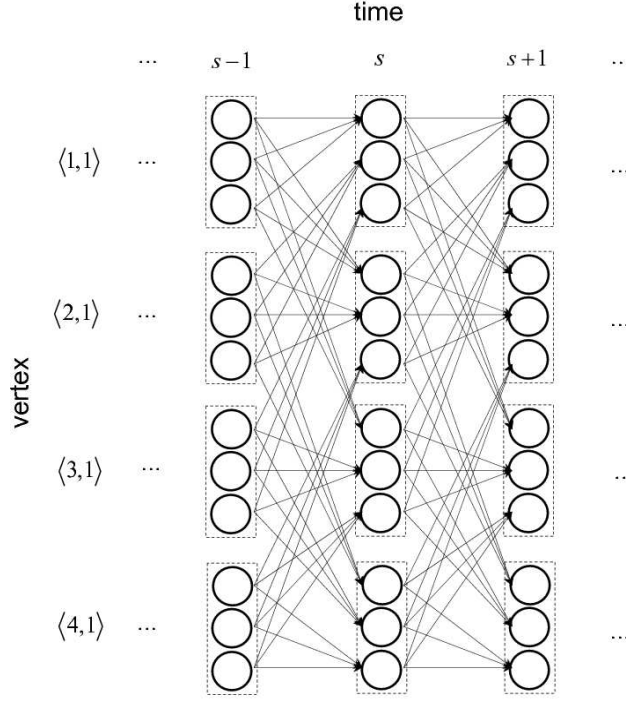 time
... s−1 s s+1 ...
⟨1,1⟩ ... ...
⟨2,1⟩ ... ...
vertex
⟨3,1⟩ ... ...
⟨4,1⟩ ... ...